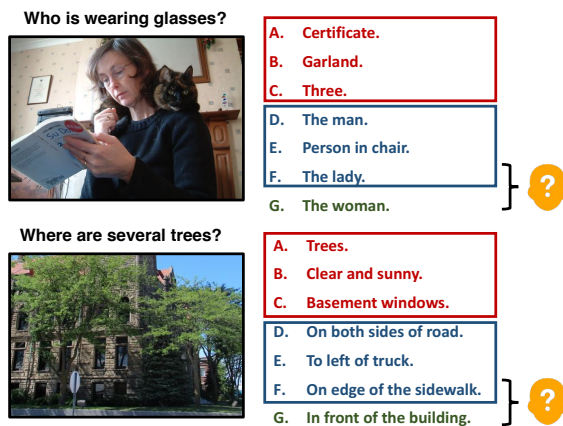 Who is wearing glasses?
A. Certificate.
B. Garland.
C. Three.
D. The man.
E. Person in chair.
F. The lady.
G. The woman.
?
Su Do
Where are several trees?
A. Trees.
B. Clear and sunny.
C. Basement windows.
D. On both sides of road.
E. To left of truck.
F. On edge of the sidewalk.
G. In front of the building.
?